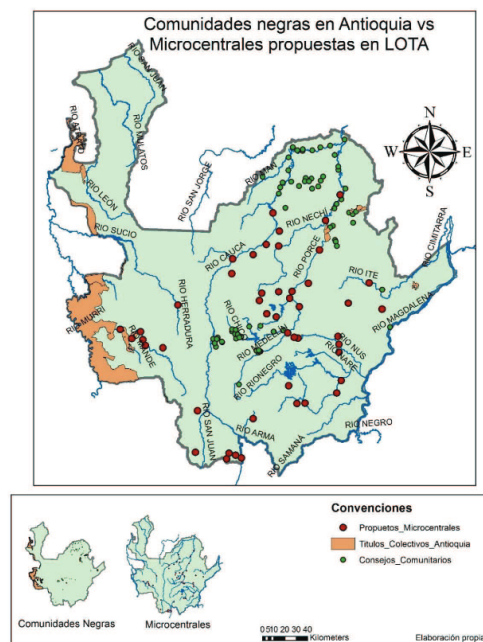 Comunidades negras en Antioquia vs
Microcentrales propuestas en LOTA
RIO SAN JUAN
RIO MULATOS
RIO LEÓN
RIO SUCIO
RIO SAN JORGE
RIO NECHI
RIO CAUCA
RIO PORCE
RIO ITE
RIO CIMITARRA
RIO MAGDALENA
RIO HERRADURA
RIO MURRI
RIO MEDELLIN
RIO NUS
RIO NARE
RIO RIONEGRO
RIO ARMA
RIO SAN JUAN
RIO SAMANA
RIO NEGRO
N
W
E
S
Convenciones
Proputos_Microcentrales
Titulos_Colectivos_Antioquia
Consejos_Comunitarios
Comunidades Negras
Microcentrales
0 5 10 20 30 40
Kilometers
Elaboración propia